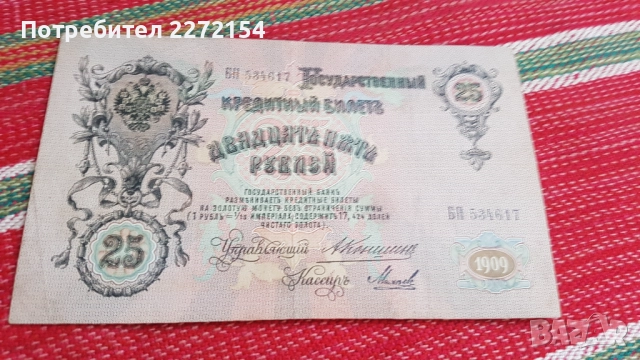 Потребител 2272154
БП 534617 Государственный
25
Кредитный Билетъ
Двадцать пять
Рублей
Государственный Банкъ
размѣниваетъ кредитные билеты
на золотую монету безъ ограниченія суммы
(1 рубль = 1/15 империала, содержитъ 17,424 долей
чистаго золота).
БП 534617
25
Управляющий А. Коншинъ
Кассиръ
1909